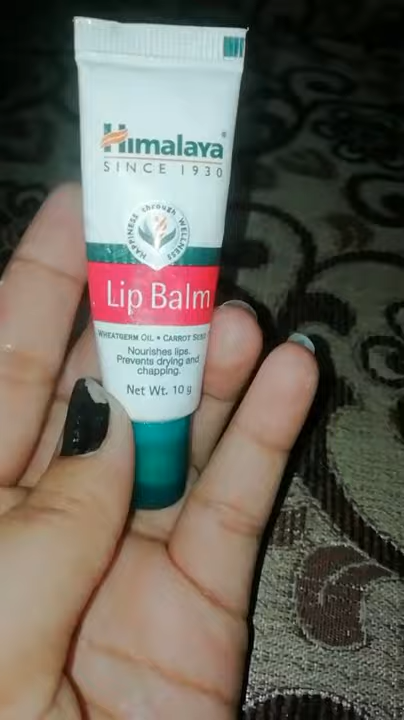 Himalaya®
SINCE 1930
HAPPINESS through WELLNESS
Lip Balm
WHEATGERM OIL • CARROT SEED
Nourishes lips.
Prevents drying and
chapping.
Net Wt. 10 g